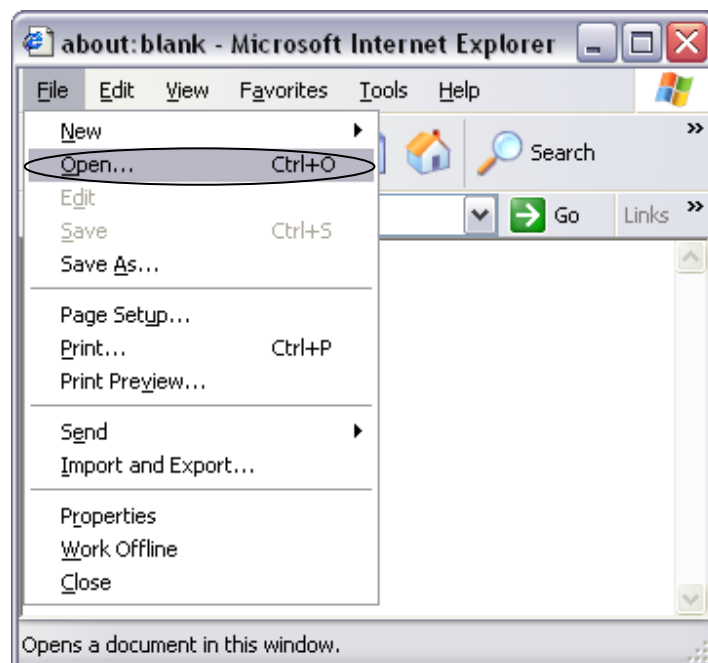 about:blank - Microsoft Internet Explorer
File Edit View Favorites Tools Help
New
Open... Ctrl+O
Search
Edit
Save Ctrl+S
Go Links
Save As...
Page Setup...
Print... Ctrl+P
Print Preview...
Send
Import and Export...
Properties
Work Offline
Close
Opens a document in this window.